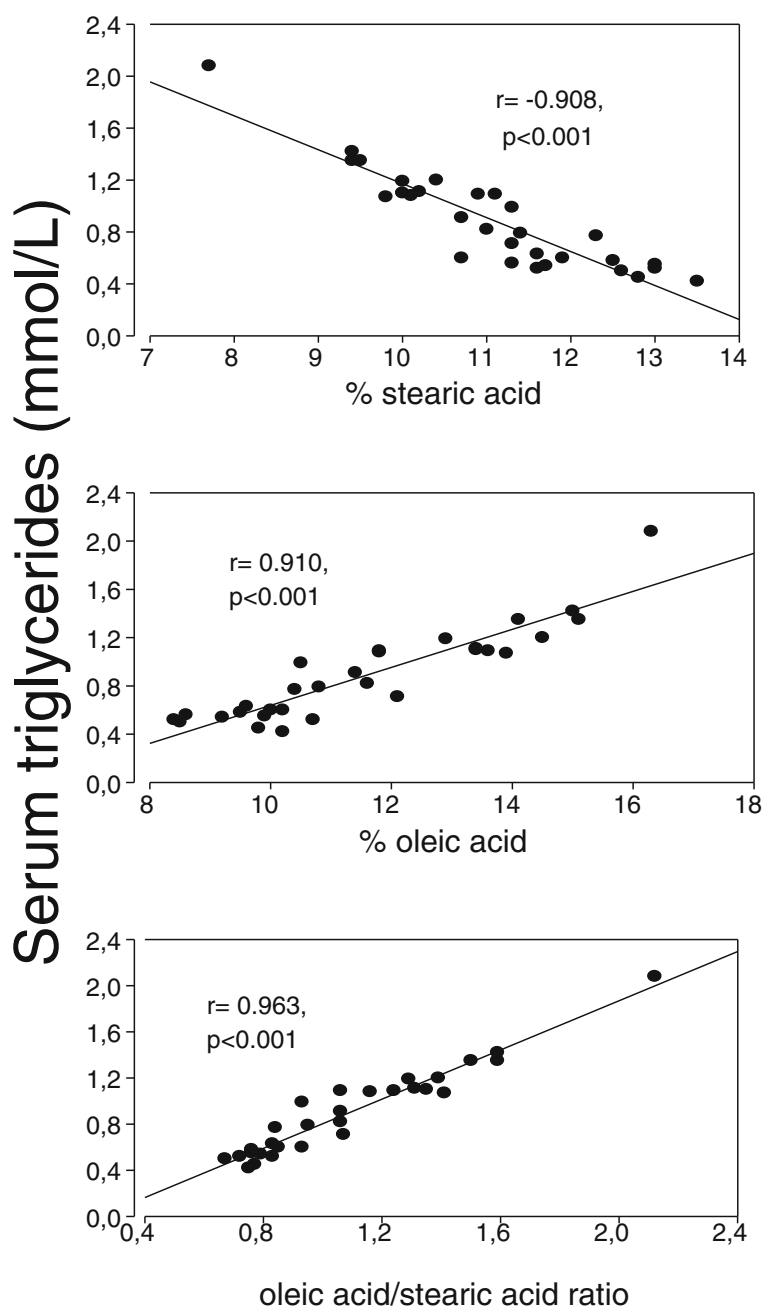 Serum triglycerides (mmol/L)
2,4
2,0
1,6
1,2
0,8
0,4
0,0
r= -0.908,
p<0.001
7 8 9 10 11 12 13 14
% stearic acid
2,4
2,0
1,6
1,2
0,8
0,4
0,0
r= 0.910,
p<0.001
8 10 12 14 16 18
% oleic acid
2,4
2,0
1,6
1,2
0,8
0,4
0,0
r= 0.963,
p<0.001
0,4 0,8 1,2 1,6 2,0 2,4
oleic acid/stearic acid ratio